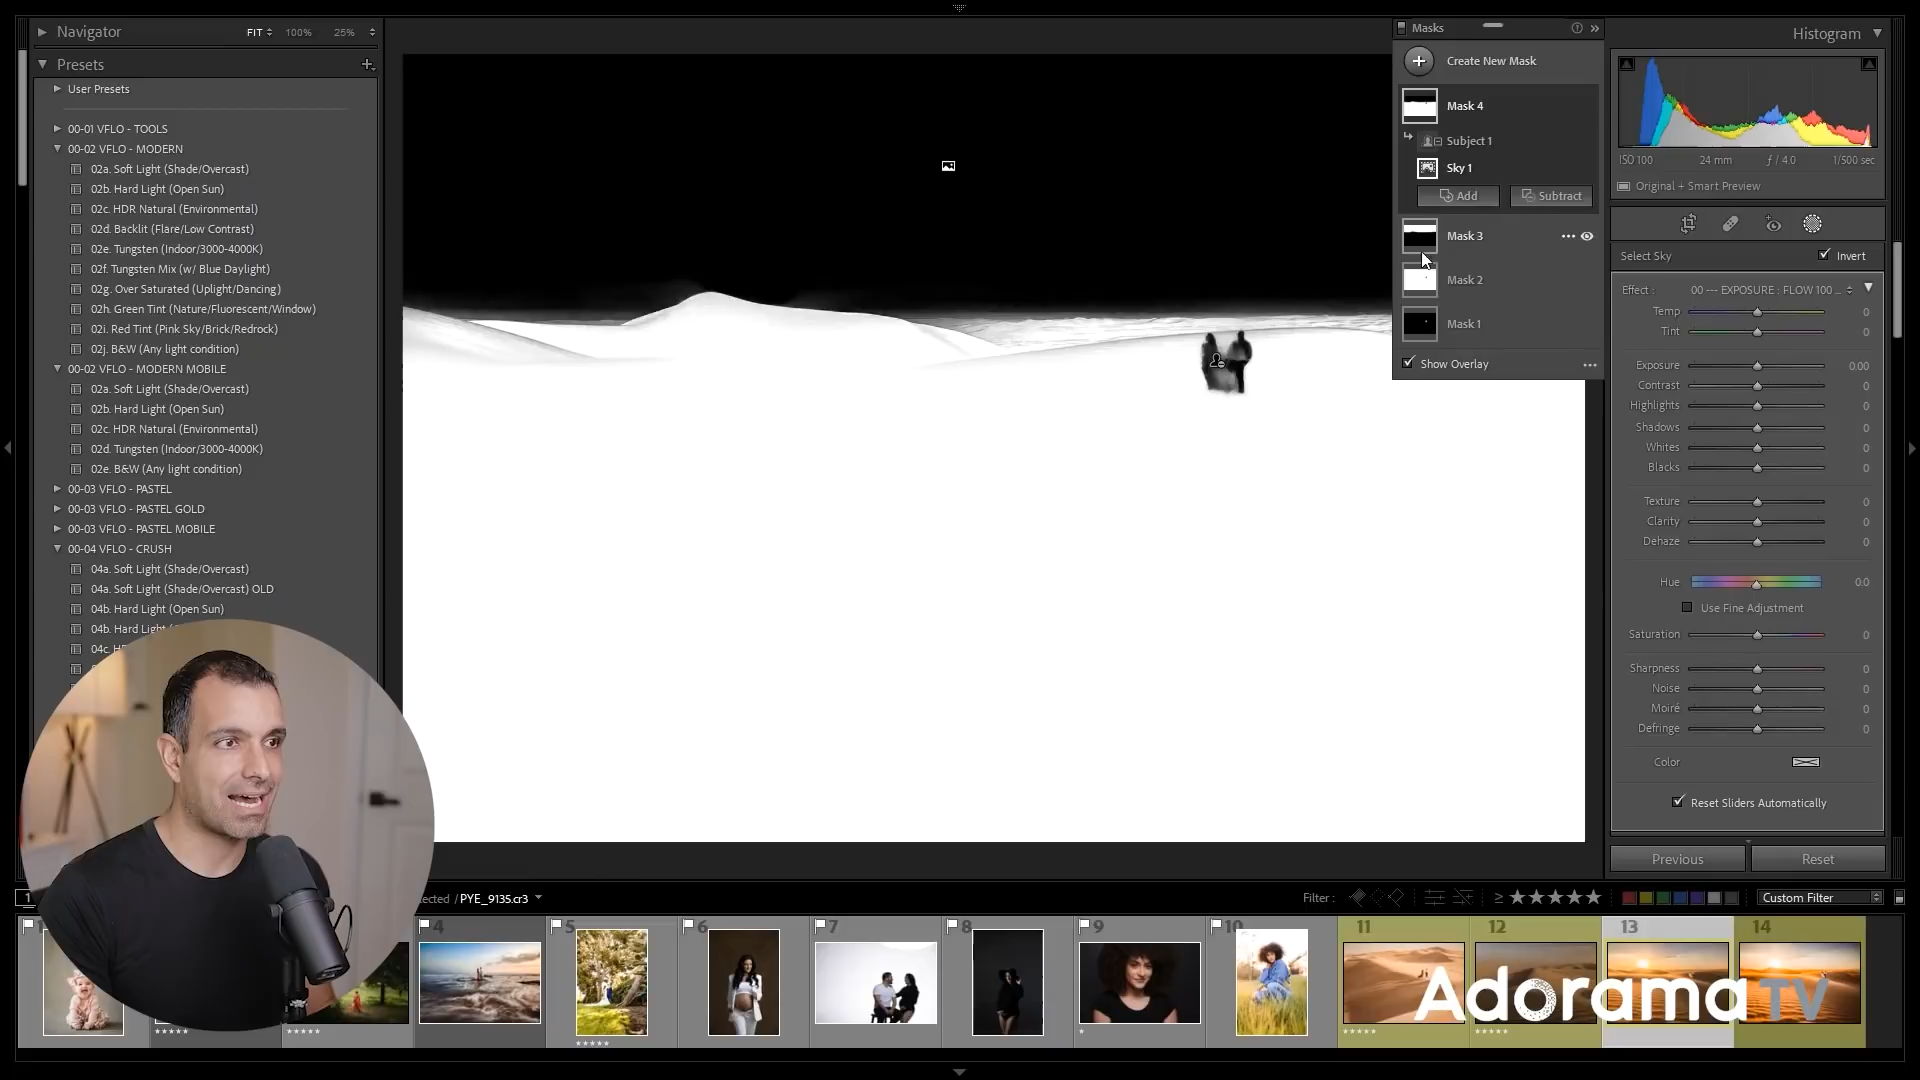 Navigator
FIT
100%
25%
Presets
+
User Presets
00-01 VFLO - TOOLS
00-02 VFLO - MODERN
02a. Soft Light (Shade/Overcast)
02b. Hard Light (Open Sun)
02c. HDR Natural (Environmental)
02d. Backlit (Flare/Low Contrast)
02e. Tungsten (Indoor/3000-4000K)
02f. Tungsten Mix (w/ Blue Daylight)
02g. Over Saturated (Uplight/Dancing)
02h. Green Tint (Nature/Fluorescent/Window)
02i. Red Tint (Pink Sky/Brick/Redrock)
02j. B&W (Any light condition)
00-02 VFLO - MODERN MOBILE
02a. Soft Light (Shade/Overcast)
02b. Hard Light (Open Sun)
02c. HDR Natural (Environmental)
02d. Tungsten (Indoor/3000-4000K)
02e. B&W (Any light condition)
00-03 VFLO - PASTEL
00-03 VFLO - PASTEL GOLD
00-03 VFLO - PASTEL MOBILE
00-04 VFLO - CRUSH
04a. Soft Light (Shade/Overcast)
04a. Soft Light (Shade/Overcast) OLD
04b. Hard Light (Open Sun)
04b. Hard Light
04c. H
Masks
Create New Mask
Mask 4
Subject 1
Sky 1
Add
Subtract
Mask 3
Mask 2
Mask 1
Show Overlay
Histogram
ISO 100
24 mm
ƒ / 4.0
1/500 sec
Original + Smart Preview
Select Sky
Invert
Effect :
00 --- EXPOSURE : FLOW 100 ...
Temp 0
Tint 0
Exposure 0.00
Contrast 0
Highlights 0
Shadows 0
Whites 0
Blacks 0
Texture 0
Clarity 0
Dehaze 0
Hue 0.0
Use Fine Adjustment
Saturation 0
Sharpness 0
Noise 0
Moiré 0
Defringe 0
Color
Reset Sliders Automatically
Previous
Reset
1
ected / PYE_9135.cr3
Filter :
≥ ★★★★★
Custom Filter
1
4
5
6
7
8
9
10
11
12
13
14
Adorama TV